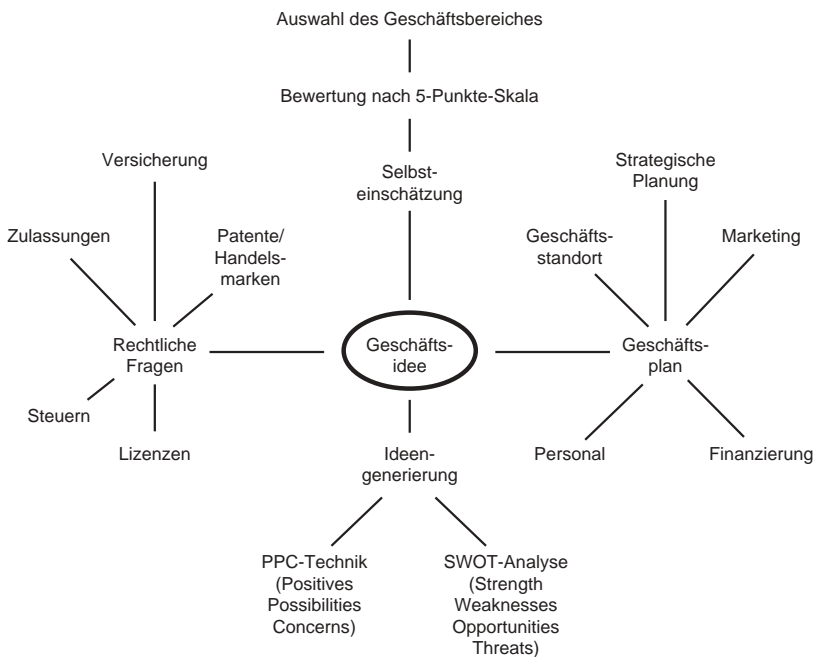 Auswahl des Geschäftsbereiches
Bewertung nach 5-Punkte-Skala
Versicherung
Selbst-
einschätzung
Strategische
Planung
Zulassungen
Patente/
Handels-
marken
Geschäfts-
standort
Marketing
Rechtliche
Fragen
Geschäfts-
idee
Geschäfts-
plan
Steuern
Lizenzen
Ideen-
generierung
Personal
Finanzierung
PPC-Technik
(Positives
Possibilities
Concerns)
SWOT-Analyse
(Strength
Weaknesses
Opportunities
Threats)